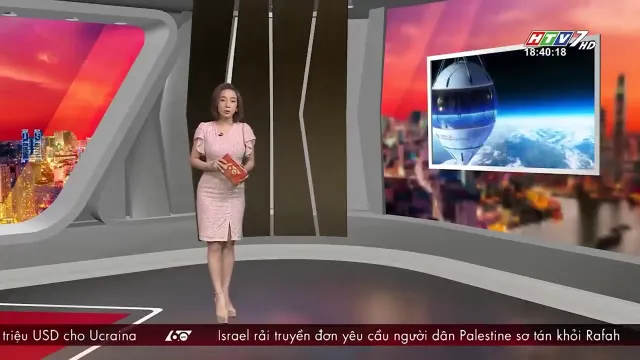 HTV7 HD
18:40:18
triệu USD cho Ucraina 60 Israel rải truyền đơn yêu cầu người dân Palestine sơ tán khỏi Rafah